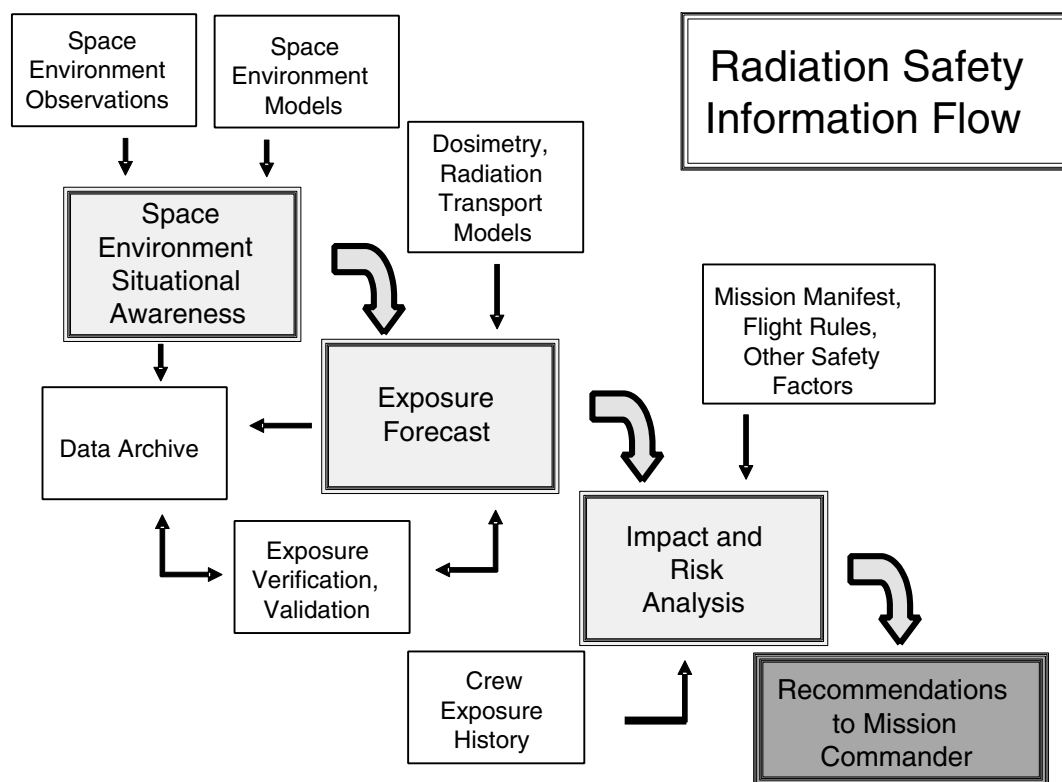 Space
Environment
Observations
Space
Environment
Models
Radiation Safety
Information Flow
Dosimetry,
Radiation
Transport
Models
Space
Environment
Situational
Awareness
Mission Manifest,
Flight Rules,
Other Safety
Factors
Exposure
Forecast
Data Archive
Impact and
Risk
Analysis
Exposure
Verification,
Validation
Crew
Exposure
History
Recommendations
to Mission
Commander